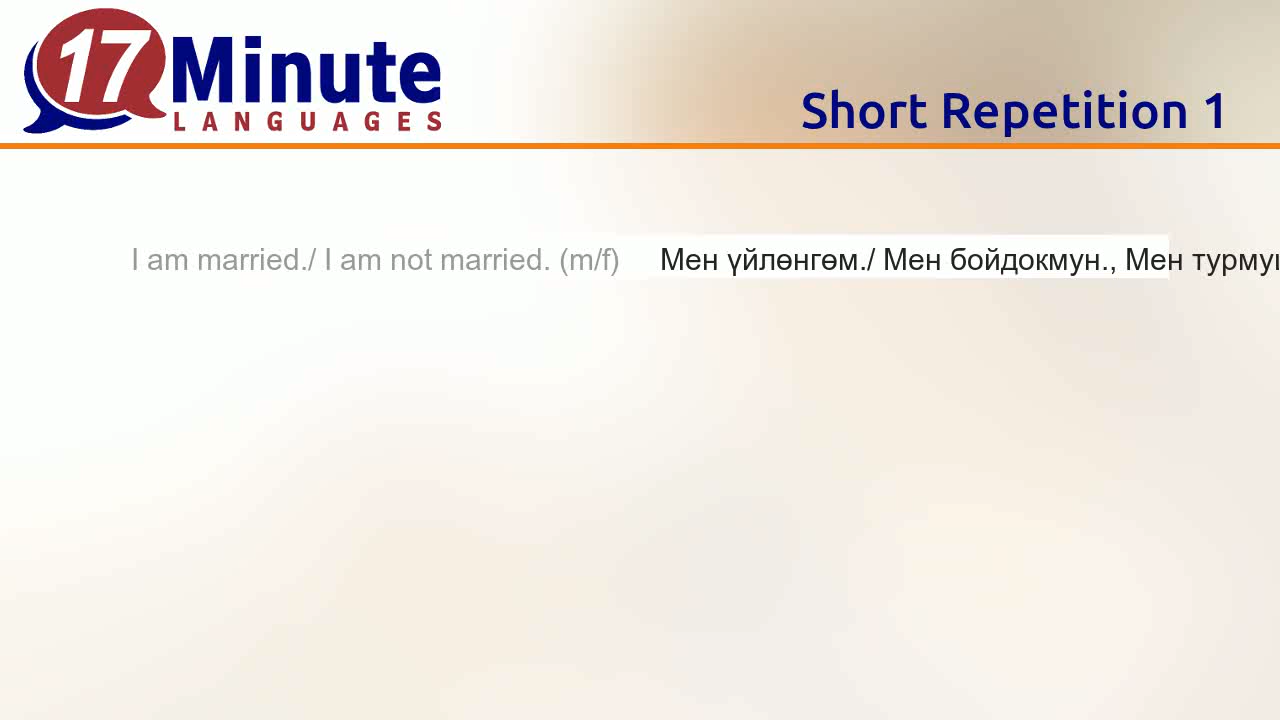 17 Minute
LANGUAGES
Short Repetition 1
I am married./ I am not married. (m/f) Мен үйлөнгөм./ Мен бойдокмун., Мен